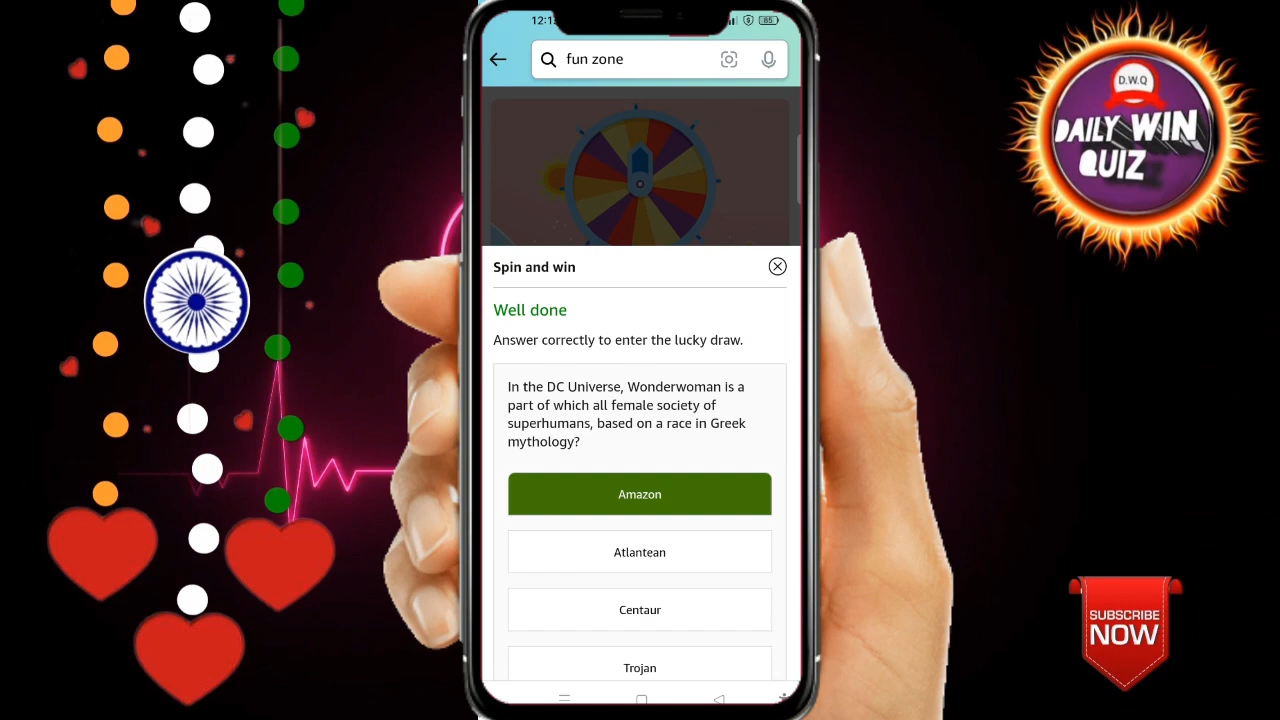 12:1
85
fun zone
D.W.Q
DAILY WIN
QUIZ
Spin and win
Well done
Answer correctly to enter the lucky draw.
In the DC Universe, Wonderwoman is a
part of which all female society of
superhumans, based on a race in Greek
mythology?
Amazon
Atlantean
Centaur
Trojan
SUBSCRIBE
NOW